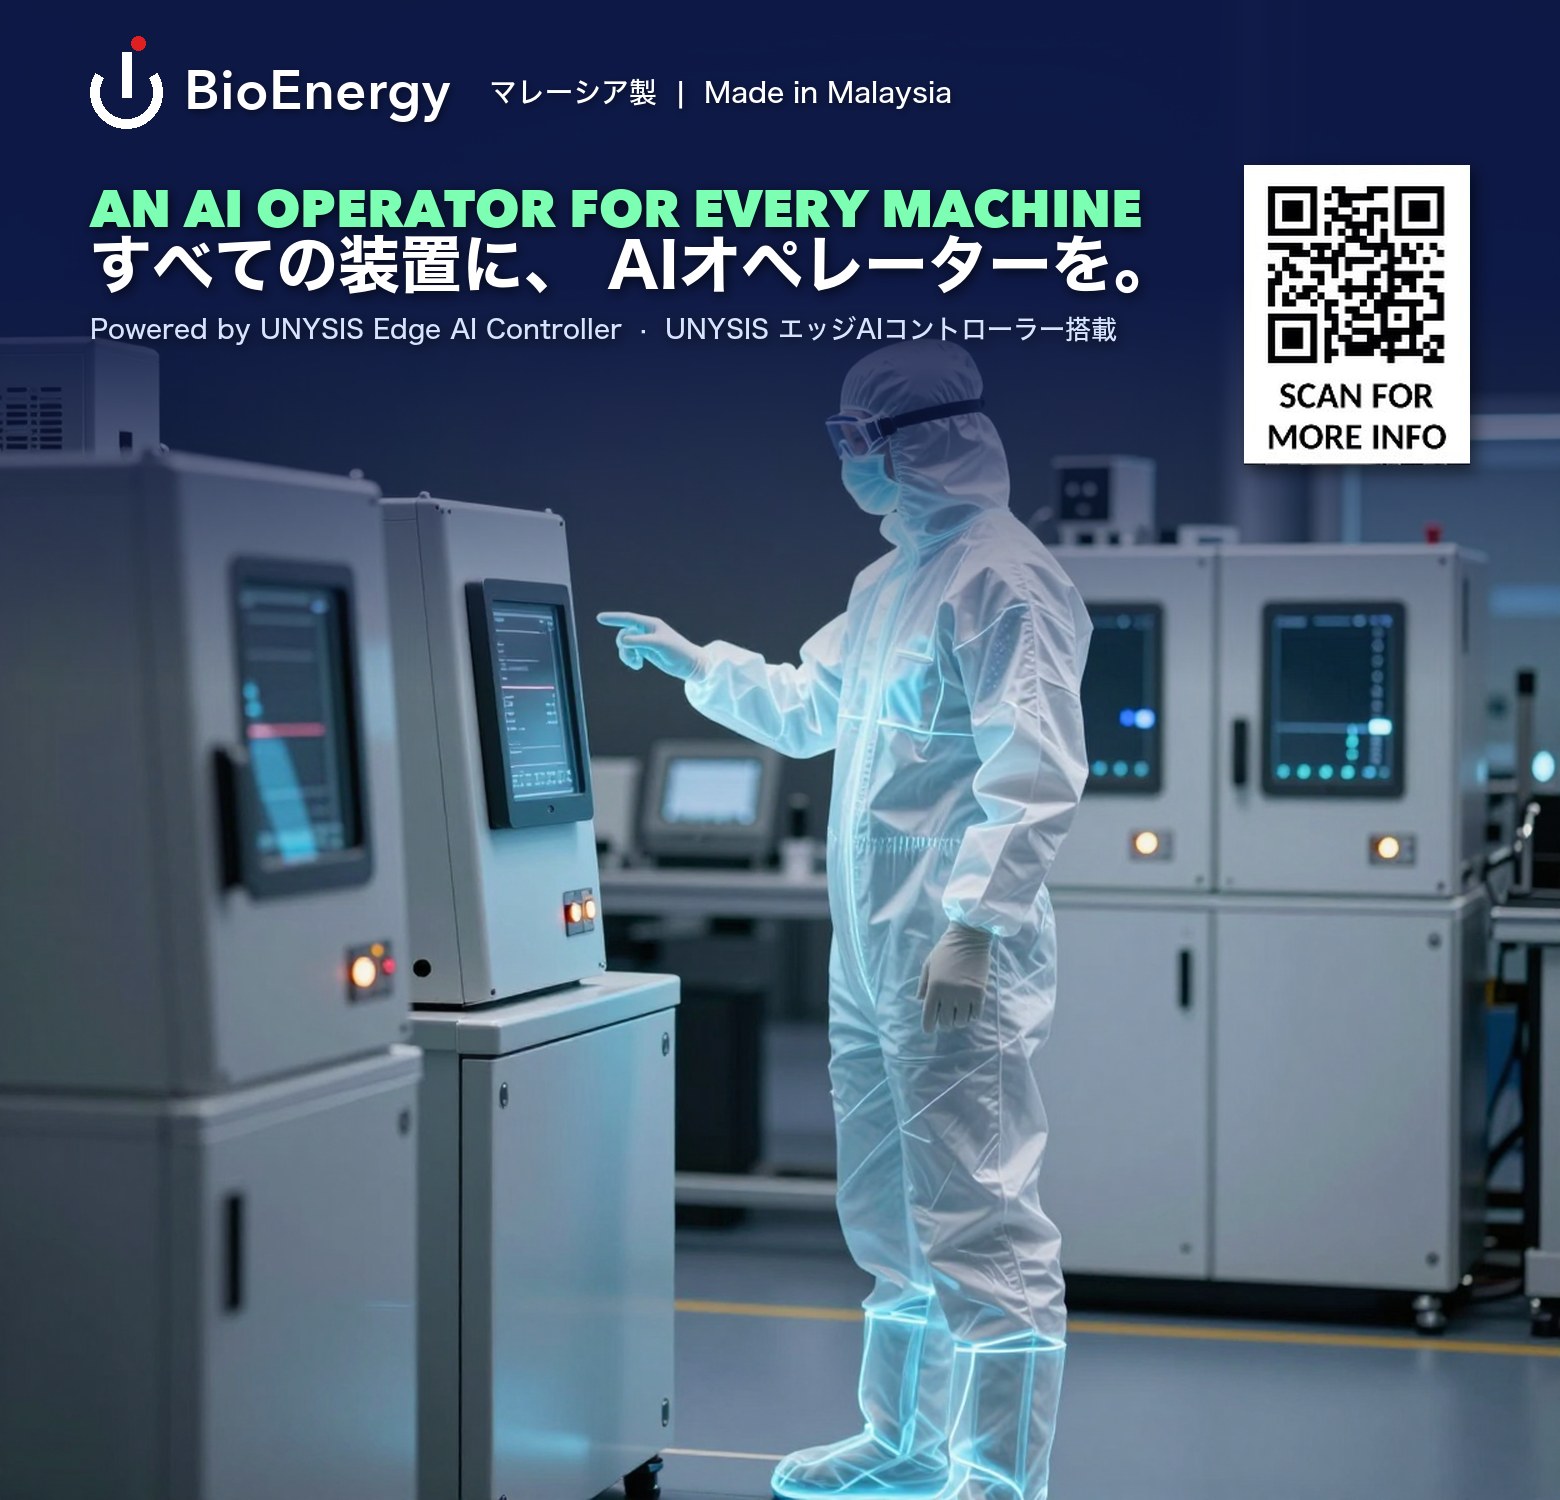 BioEnergy マレーシア製 | Made in Malaysia
AN AI OPERATOR FOR EVERY MACHINE
すべての装置に、 AIオペレーターを。
Powered by UNYSIS Edge AI Controller · UNYSIS エッジAIコントローラー搭載
SCAN FOR
MORE INFO